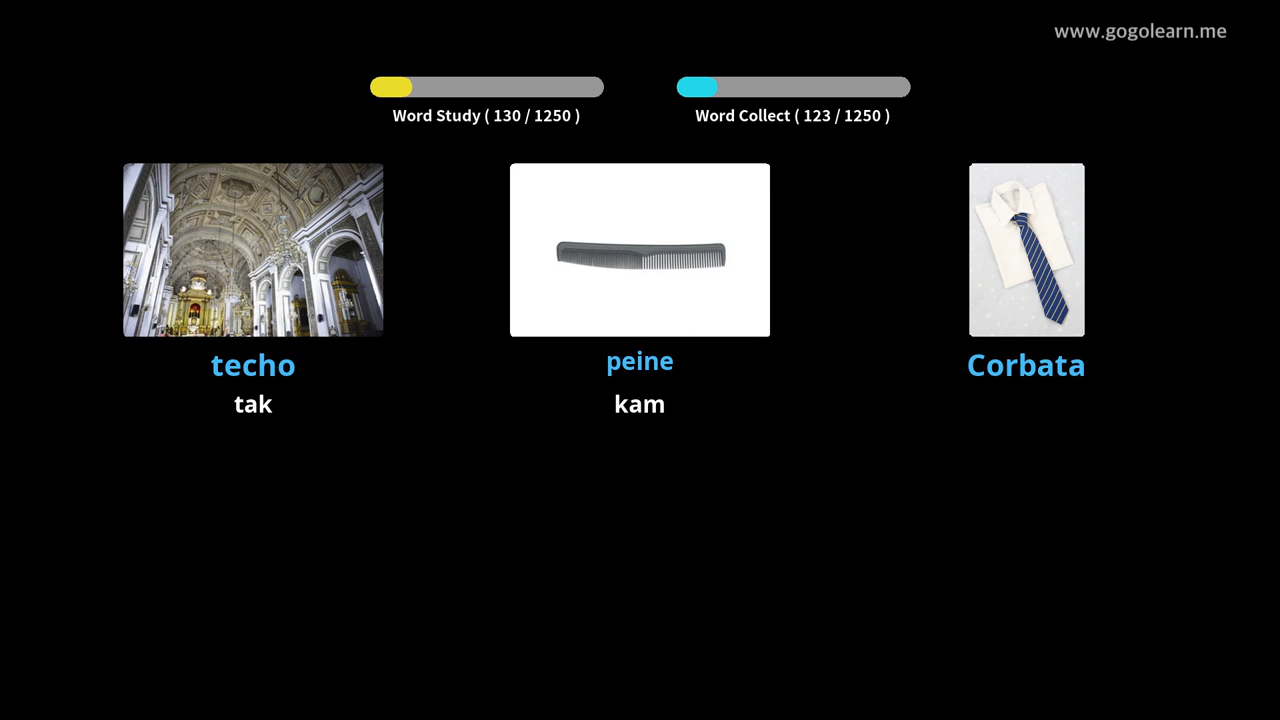 www.gogolearn.me
Word Study ( 130 / 1250 )
Word Collect ( 123 / 1250 )
techo
tak
peine
kam
Corbata